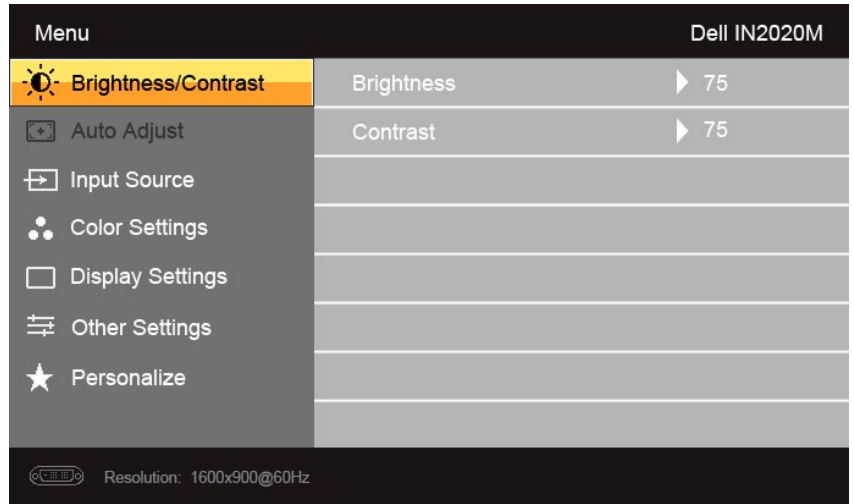 Menu Dell IN2020M
Brightness/Contrast Brightness 75
Auto Adjust Contrast 75
Input Source
Color Settings
Display Settings
Other Settings
Personalize
Resolution: 1600x900@60Hz